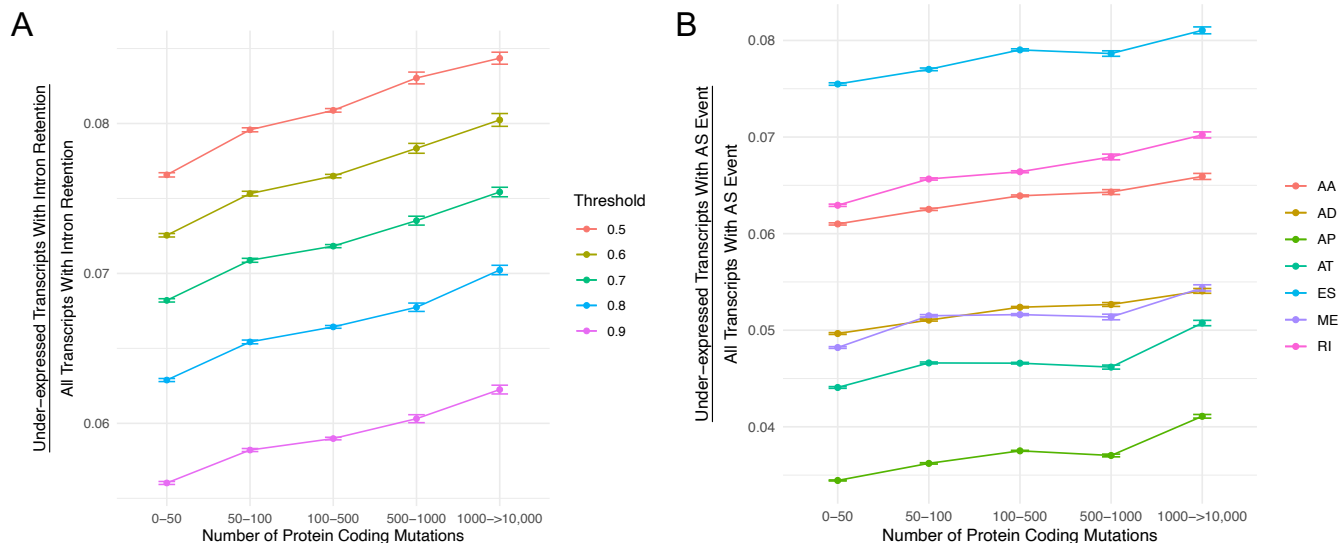 A
Under−expressed Transcripts With Intron Retention
All Transcripts With Intron Retention
0.08
0.07
0.06
0−50
50−100
100−500
500−1000
1000−>10,000
Number of Protein Coding Mutations
Threshold
0.5
0.6
0.7
0.8
0.9
B
Under−expressed Transcripts With AS Event
All Transcripts With AS Event
0.08
0.07
0.06
0.05
0.04
0−50
50−100
100−500
500−1000
1000−>10,000
Number of Protein Coding Mutations
AA
AD
AP
AT
ES
ME
RI